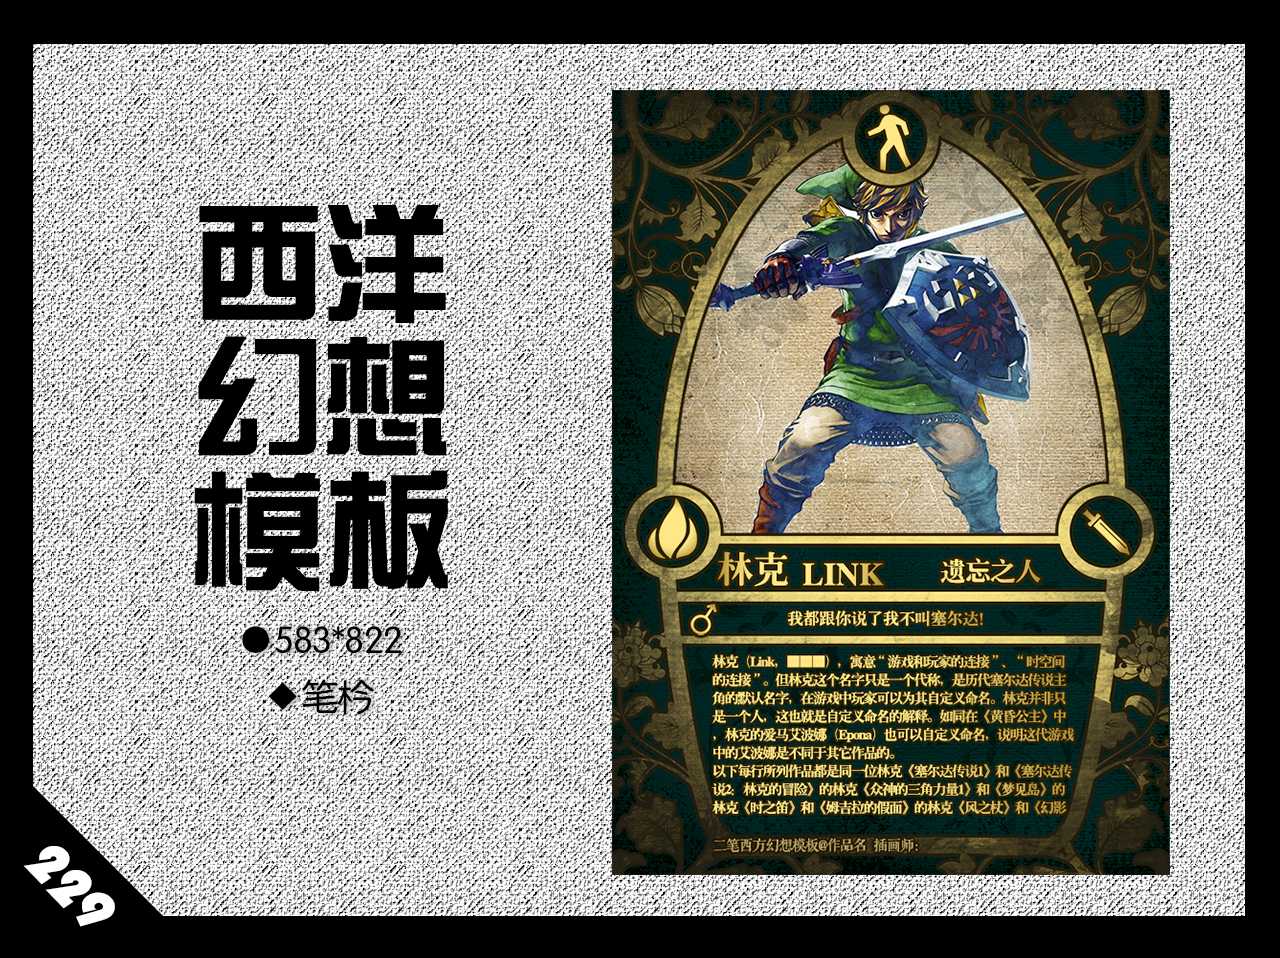 西洋
幻想
模板
●583*822
◆笔枔
229
林克 LINK 遗忘之人
我都跟你说了我不叫塞尔达!
林克（Link，███），寓意“游戏和玩家的连接”、“时空间
的连接”。但林克这个名字只是一个代称，是历代塞尔达传说主
角的默认名字，在游戏中玩家可以为其自定义命名。林克并非只
是一个人，这也就是自定义命名的解释。如同在《黄昏公主》中
，林克的爱马艾波娜（Epona）也可以自定义命名，说明这代游戏
中的艾波娜是不同于其它作品的。
以下每行所列作品都是同一位林克《塞尔达传说1》和《塞尔达传
说2：林克的冒险》的林克《众神的三角力量1》和《梦见岛》的
林克《时之笛》和《姆吉拉的假面》的林克《风之杖》和《幻影
二笔西方幻想模板@作品名 插画师: